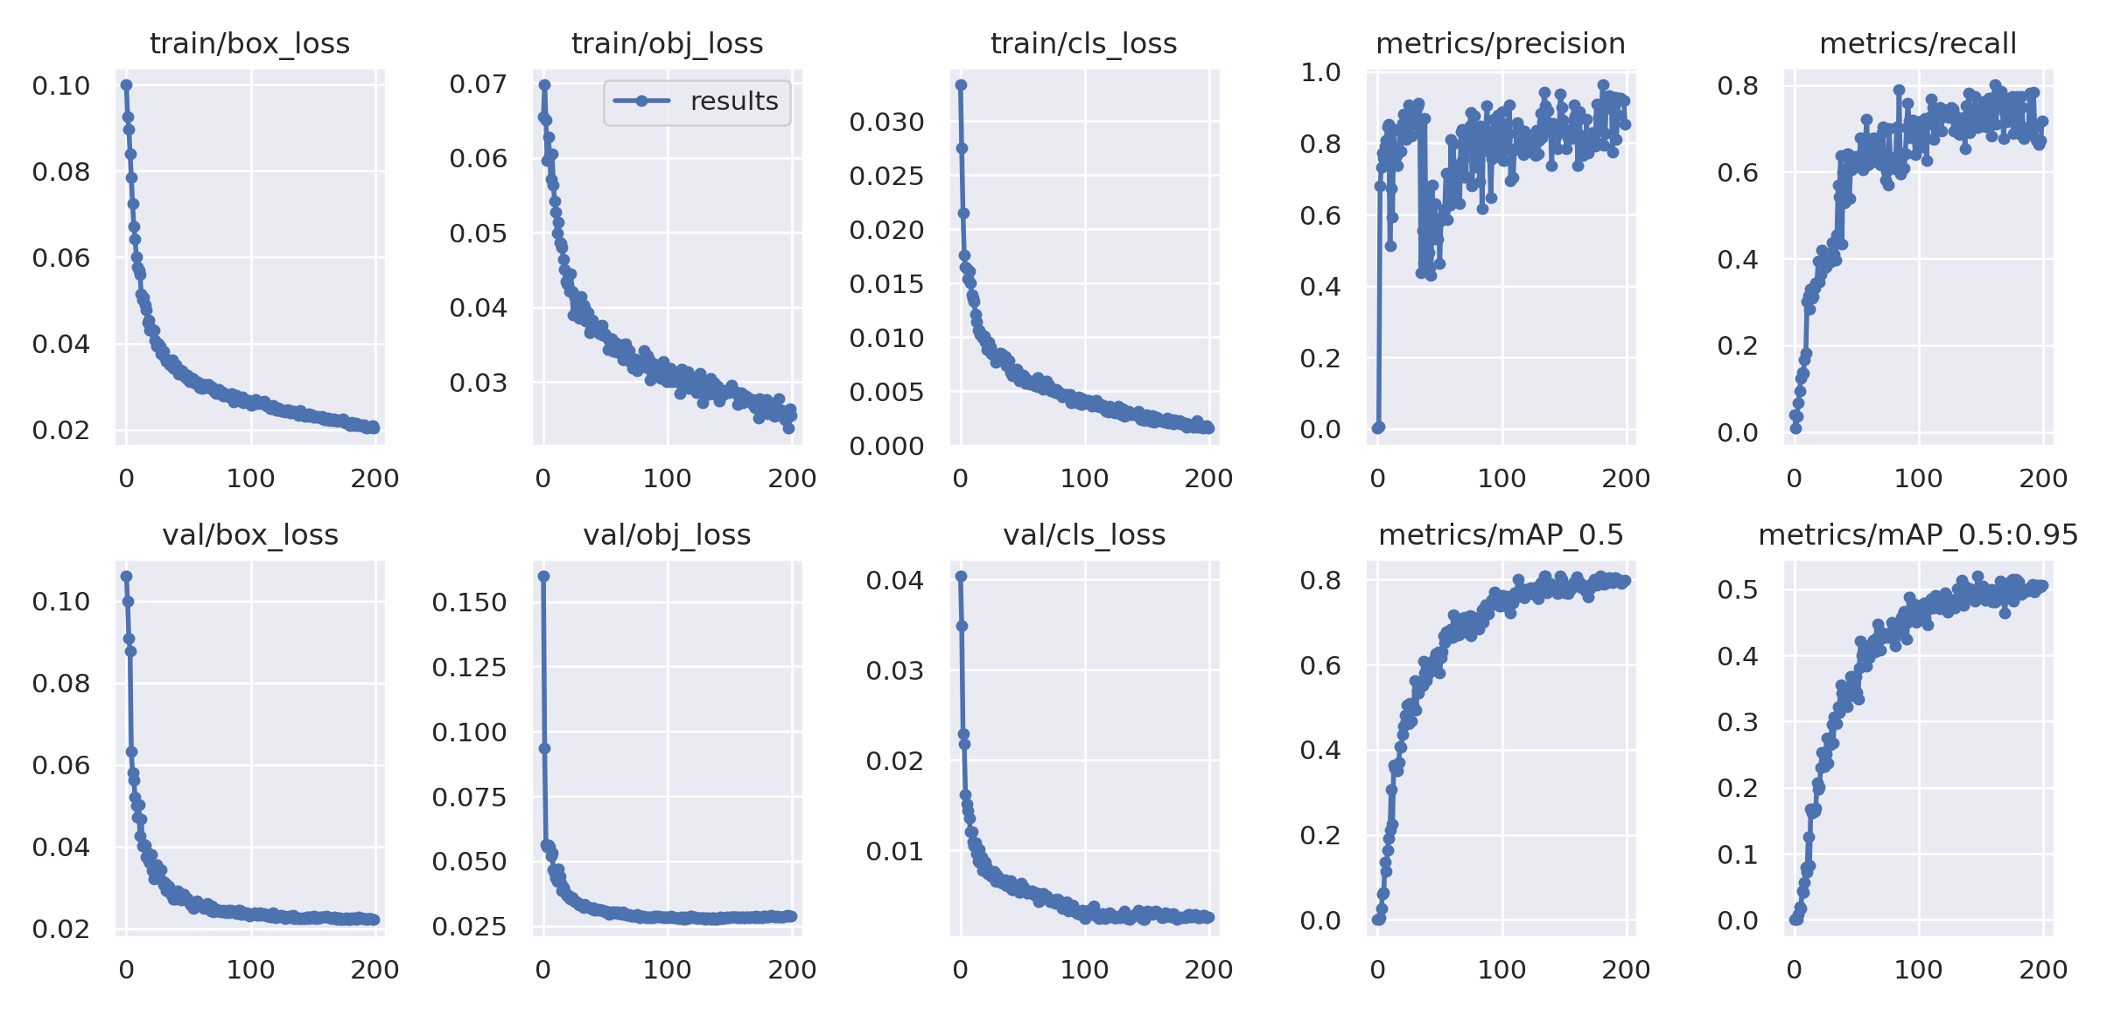 train/box_loss
0.10
0.08
0.06
0.04
0.02
0 100 200
train/obj_loss
results
0.07
0.06
0.05
0.04
0.03
0 100 200
train/cls_loss
0.030
0.025
0.020
0.015
0.010
0.005
0.000
0 100 200
metrics/precision
1.0
0.8
0.6
0.4
0.2
0.0
0 100 200
metrics/recall
0.8
0.6
0.4
0.2
0.0
0 100 200
val/box_loss
0.10
0.08
0.06
0.04
0.02
0 100 200
val/obj_loss
0.150
0.125
0.100
0.075
0.050
0.025
0 100 200
val/cls_loss
0.04
0.03
0.02
0.01
0 100 200
metrics/mAP_0.5
0.8
0.6
0.4
0.2
0.0
0 100 200
metrics/mAP_0.5:0.95
0.5
0.4
0.3
0.2
0.1
0.0
0 100 200